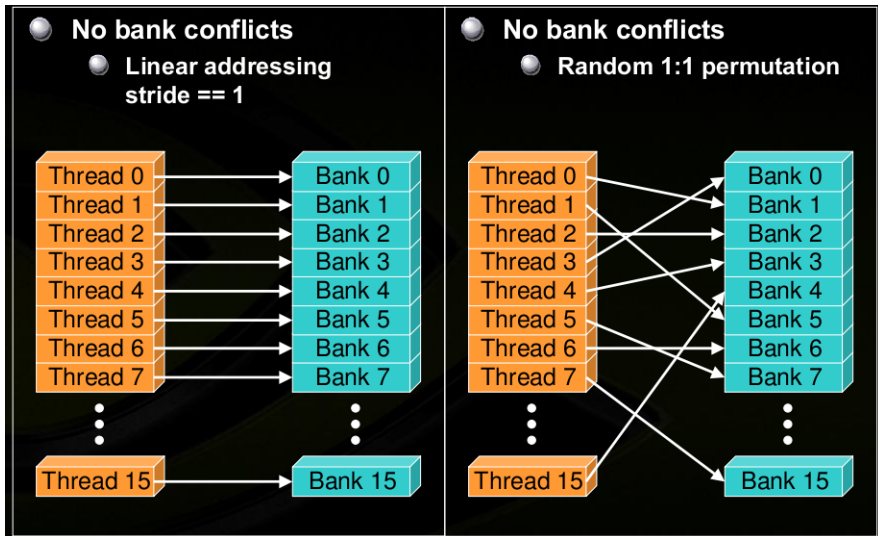 No bank conflicts
Linear addressing
stride == 1
Thread 0
Thread 1
Thread 2
Thread 3
Thread 4
Thread 5
Thread 6
Thread 7
Thread 15
Bank 0
Bank 1
Bank 2
Bank 3
Bank 4
Bank 5
Bank 6
Bank 7
Bank 15
No bank conflicts
Random 1:1 permutation
Thread 0
Thread 1
Thread 2
Thread 3
Thread 4
Thread 5
Thread 6
Thread 7
Thread 15
Bank 0
Bank 1
Bank 2
Bank 3
Bank 4
Bank 5
Bank 6
Bank 7
Bank 15